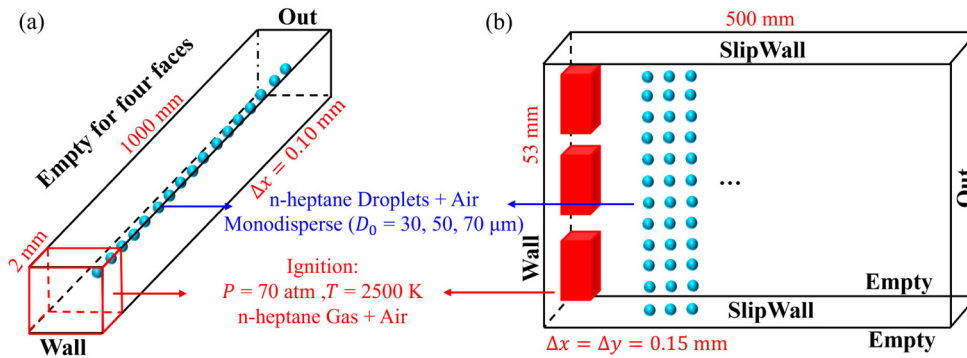 (a)
Out
Empty for four faces
1000 mm
Δx = 0.10 mm
2 mm
Wall
n-heptane Droplets + Air
Monodisperse (D₀ = 30, 50, 70 μm)
Ignition:
P = 70 atm ,T = 2500 K
n-heptane Gas + Air
(b)
500 mm
SlipWall
53 mm
...
Out
Wall
Empty
SlipWall
Δx = Δy = 0.15 mm
Empty